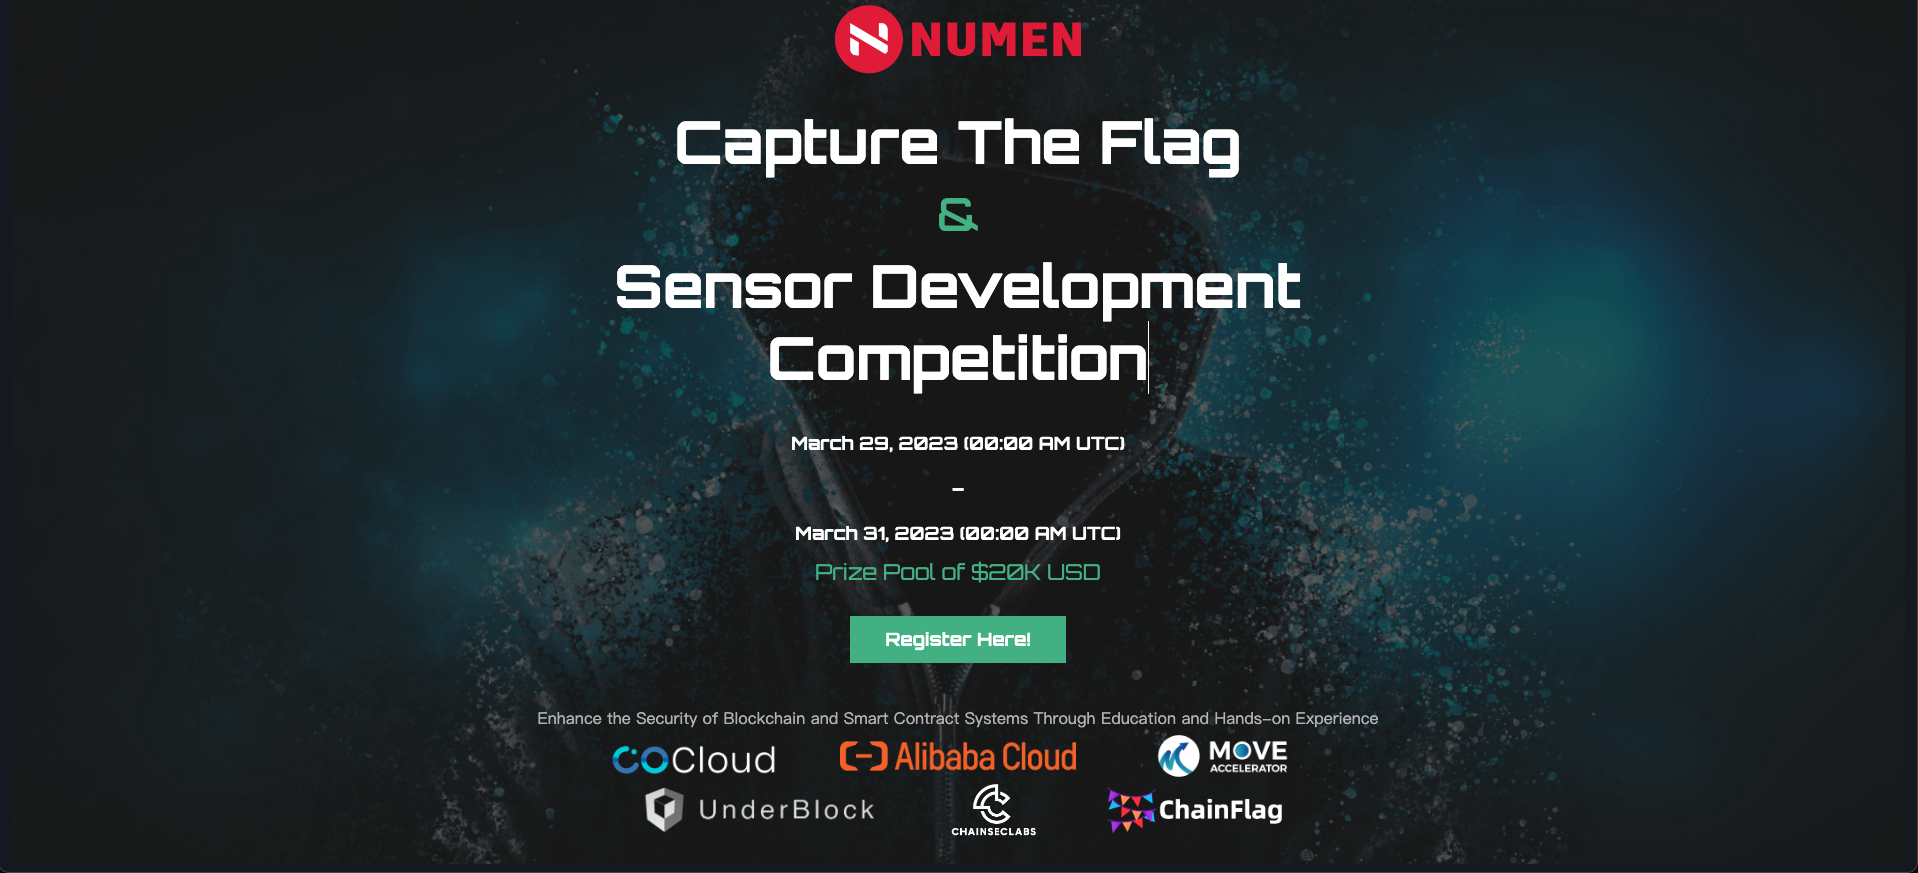 NUMEN
Capture The Flag
&
Sensor Development
Competition
March 29, 2023 (00:00 AM UTC)
–
March 31, 2023 (00:00 AM UTC)
Prize Pool of $20K USD
Register Here!
Enhance the Security of Blockchain and Smart Contract Systems Through Education and Hands-on Experience
COCloud
Alibaba Cloud
MOVE
ACCELERATOR
UnderBlock
CHAINSECLABS
ChainFlag